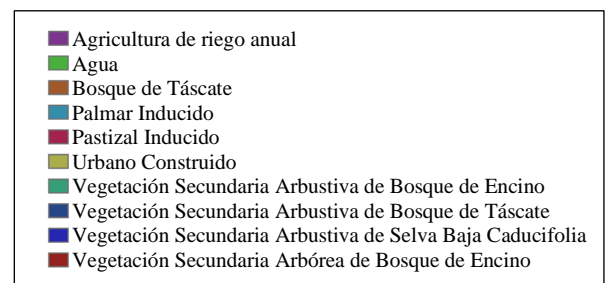 Agricultura de riego anual
Agua
Bosque de Táscate
Palmar Inducido
Pastizal Inducido
Urbano Construido
Vegetación Secundaria Arbustiva de Bosque de Encino
Vegetación Secundaria Arbustiva de Bosque de Táscate
Vegetación Secundaria Arbustiva de Selva Baja Caducifolia
Vegetación Secundaria Arbórea de Bosque de Encino